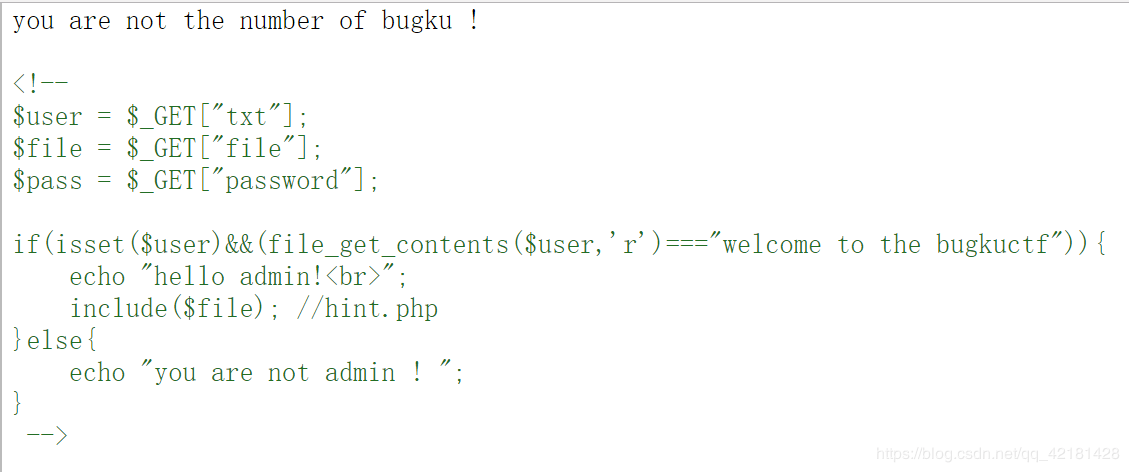 you are not the number of bugku !
<!--
$user = $_GET["txt"];
$file = $_GET["file"];
$pass = $_GET["password"];
if(isset($user)&&(file_get_contents($user,'r')==="welcome to the bugkuctf")){
    echo "hello admin!<br>";
    include($file); //hint.php
}else{
    echo "you are not admin ! ";
}
 -->
https://blog.csdn.net/qq_42181428